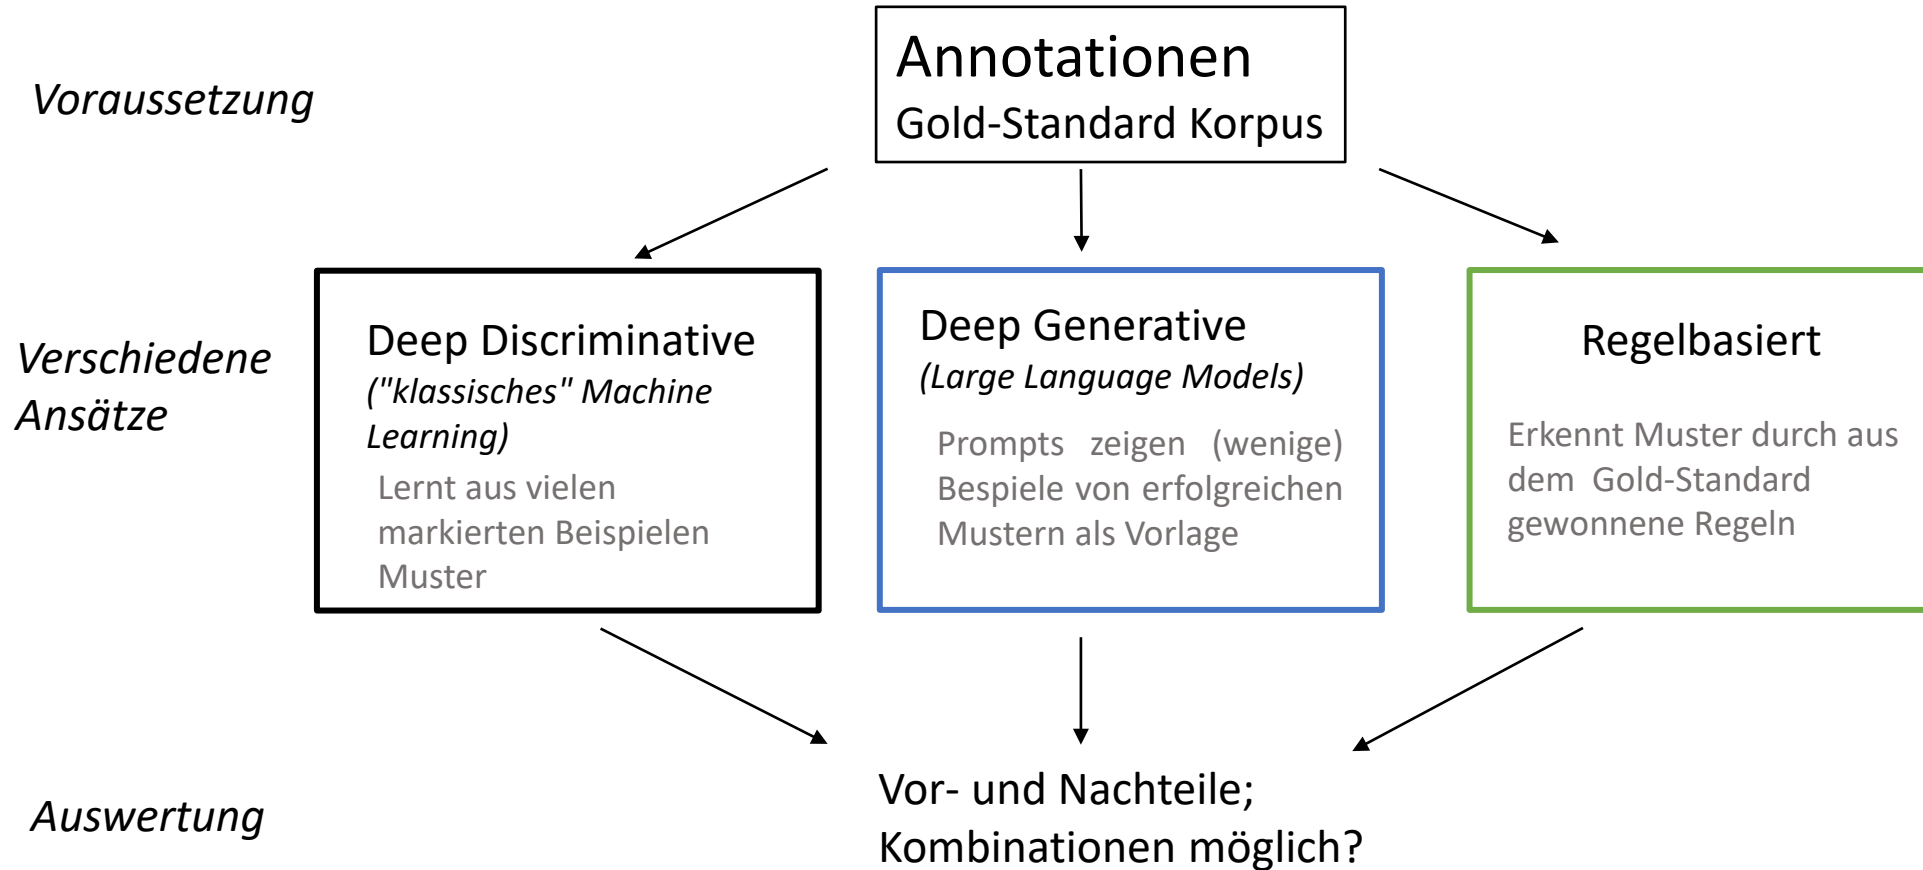 Voraussetzung
Annotationen
Gold-Standard Korpus
Verschiedene
Ansätze
Deep Discriminative
("klassisches" Machine
Learning)
Lernt aus vielen
markierten Beispielen
Muster
Deep Generative
(Large Language Models)
Prompts zeigen (wenige)
Bespiele von erfolgreichen
Mustern als Vorlage
Regelbasiert
Erkennt Muster durch aus
dem Gold-Standard
gewonnene Regeln
Auswertung
Vor- und Nachteile;
Kombinationen möglich?